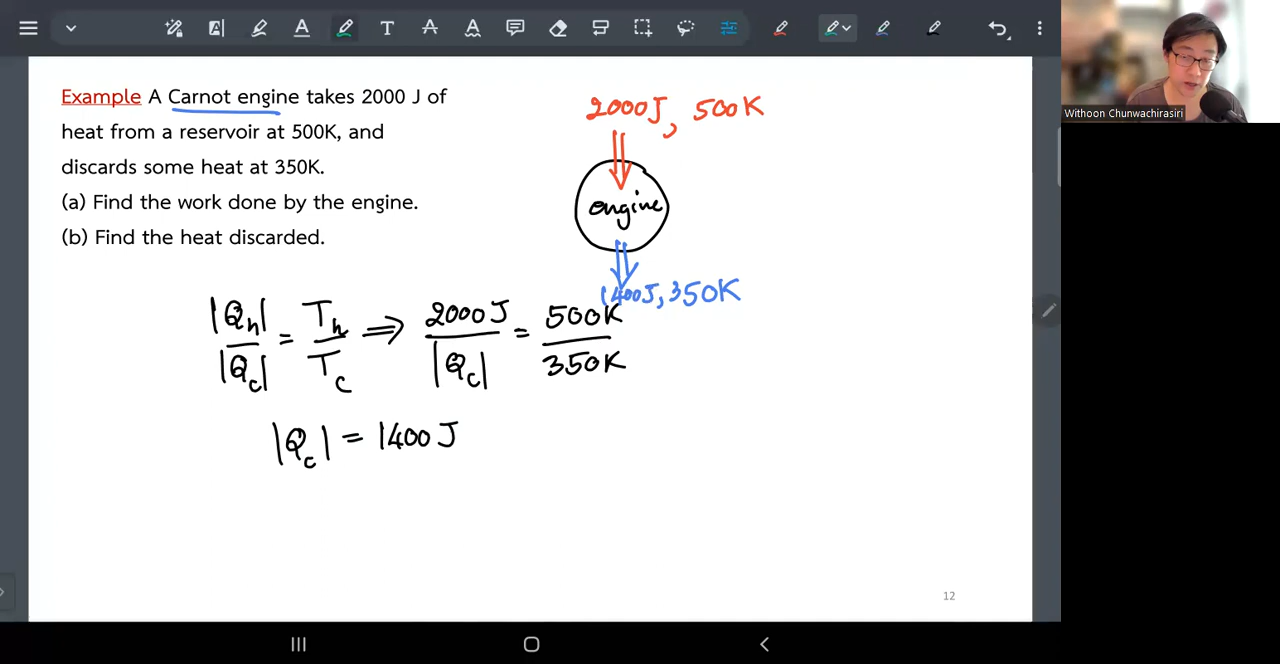 Example A Carnot engine takes 2000 J of
heat from a reservoir at 500K, and
discards some heat at 350K.
(a) Find the work done by the engine.
(b) Find the heat discarded.
2000J, 500K
engine
1400J, 350K
|Qh| / |Qc| = Th / Tc ⟹ 2000 J / |Qc| = 500K / 350K
|Qc| = 1400 J
12
Withoon Chunwachirasiri